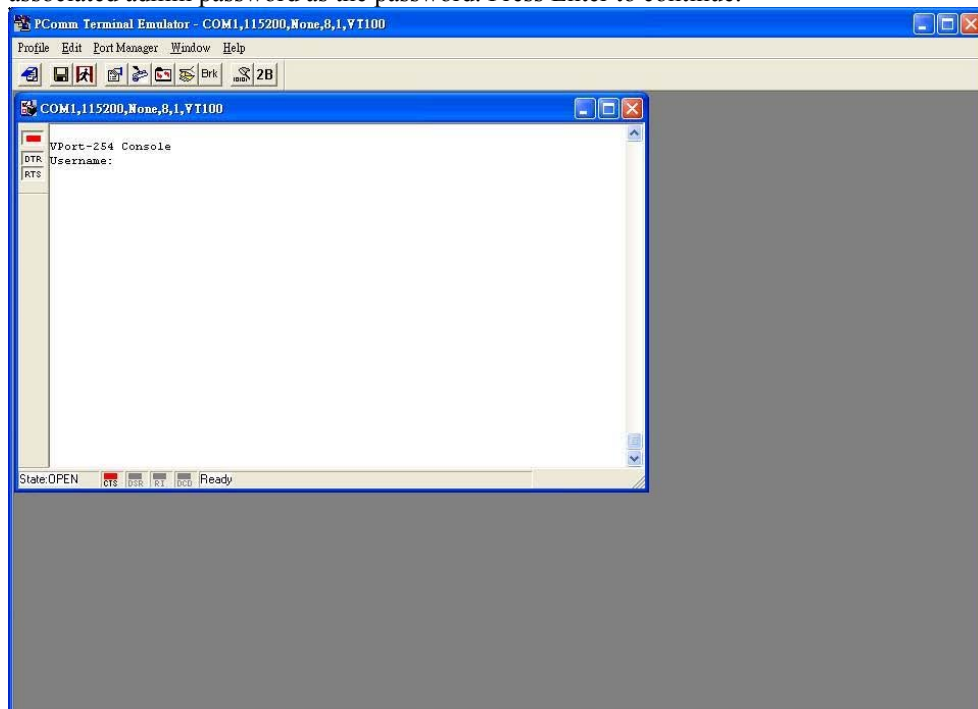 associated admin password as the password. Press Enter to continue.
PComm Terminal Emulator - COM1,115200,None,8,1,VT100
Profile Edit Port Manager Window Help
Brk 2B
COM1,115200,None,8,1,VT100
VPort-254 Console
DTR Username:
RTS
State:OPEN CTS DSR RI DCD Ready